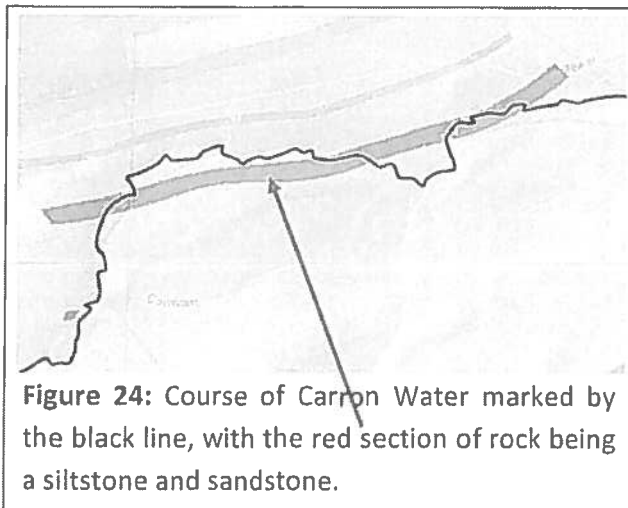 Figure 24: Course of Carron Water marked by
the black line, with the red section of rock being
a siltstone and sandstone.